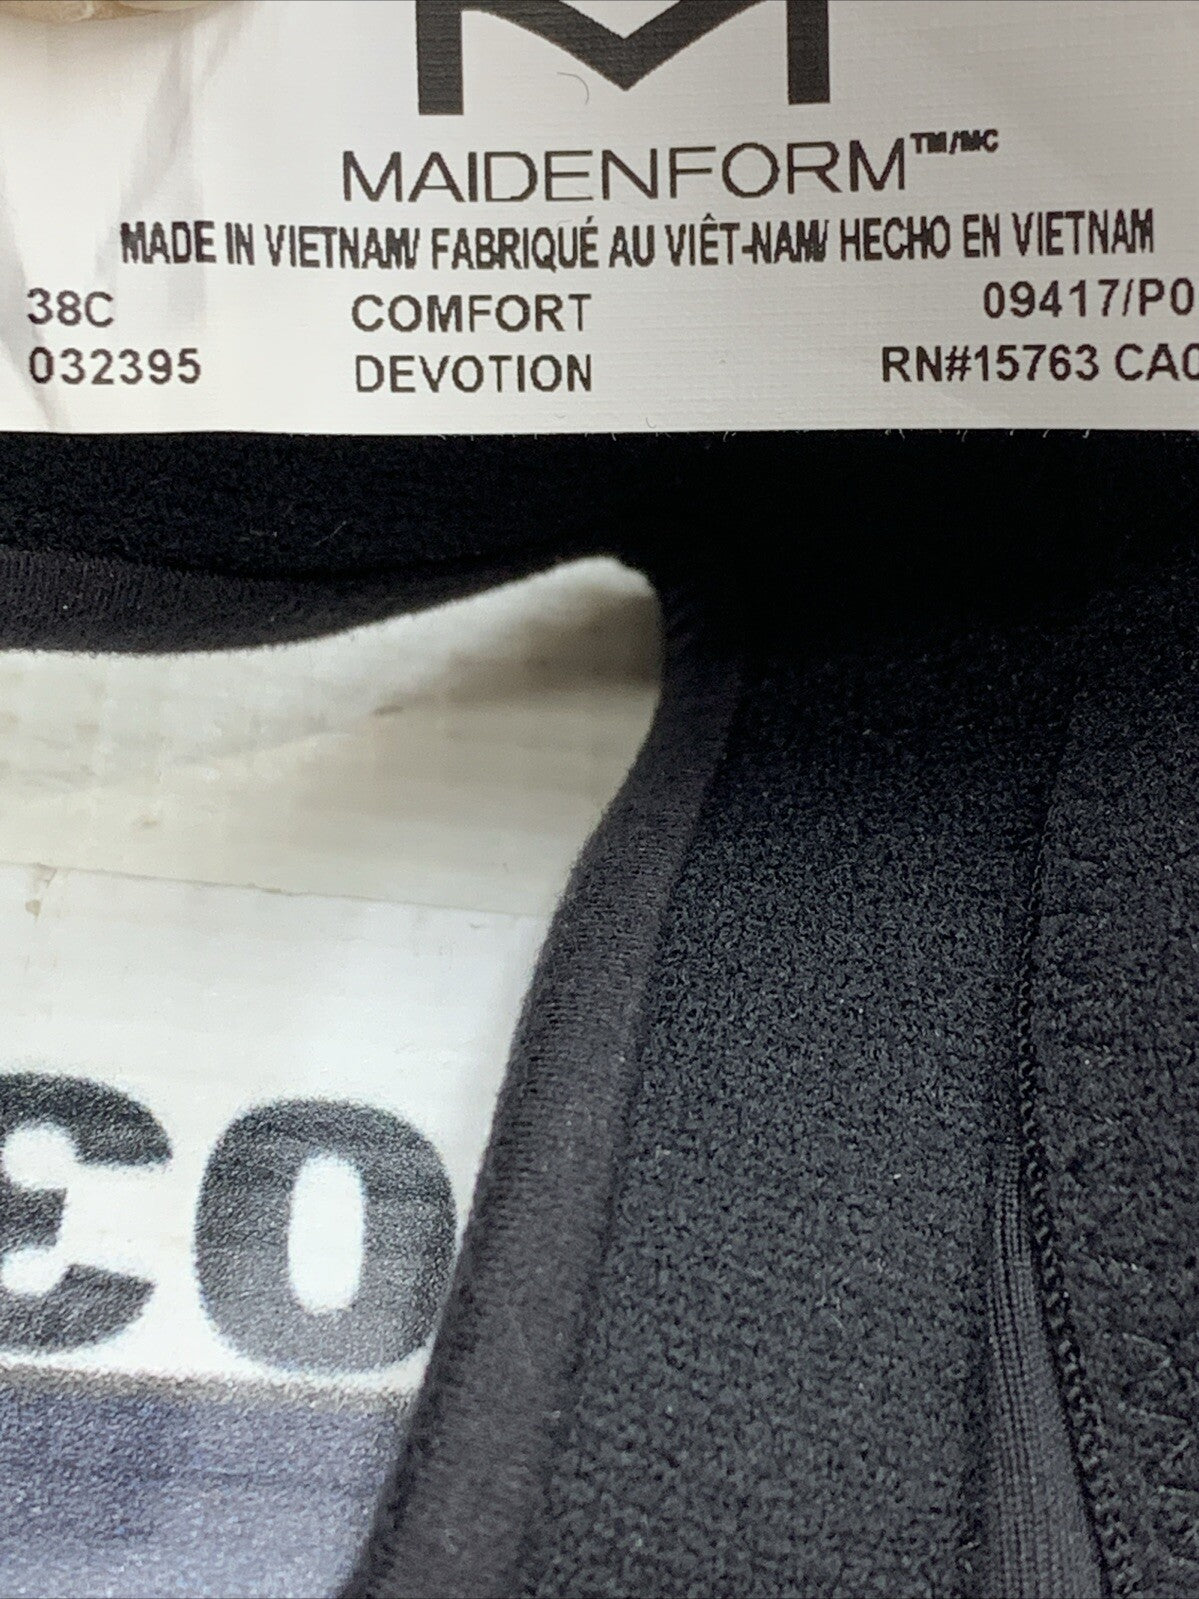 M
MAIDENFORM™/MC
MADE IN VIETNAM/ FABRIQUÉ AU VIÊT-NAM/ HECHO EN VIETNAM
38C COMFORT 09417/P0
032395 DEVOTION RN#15763 CA0
30